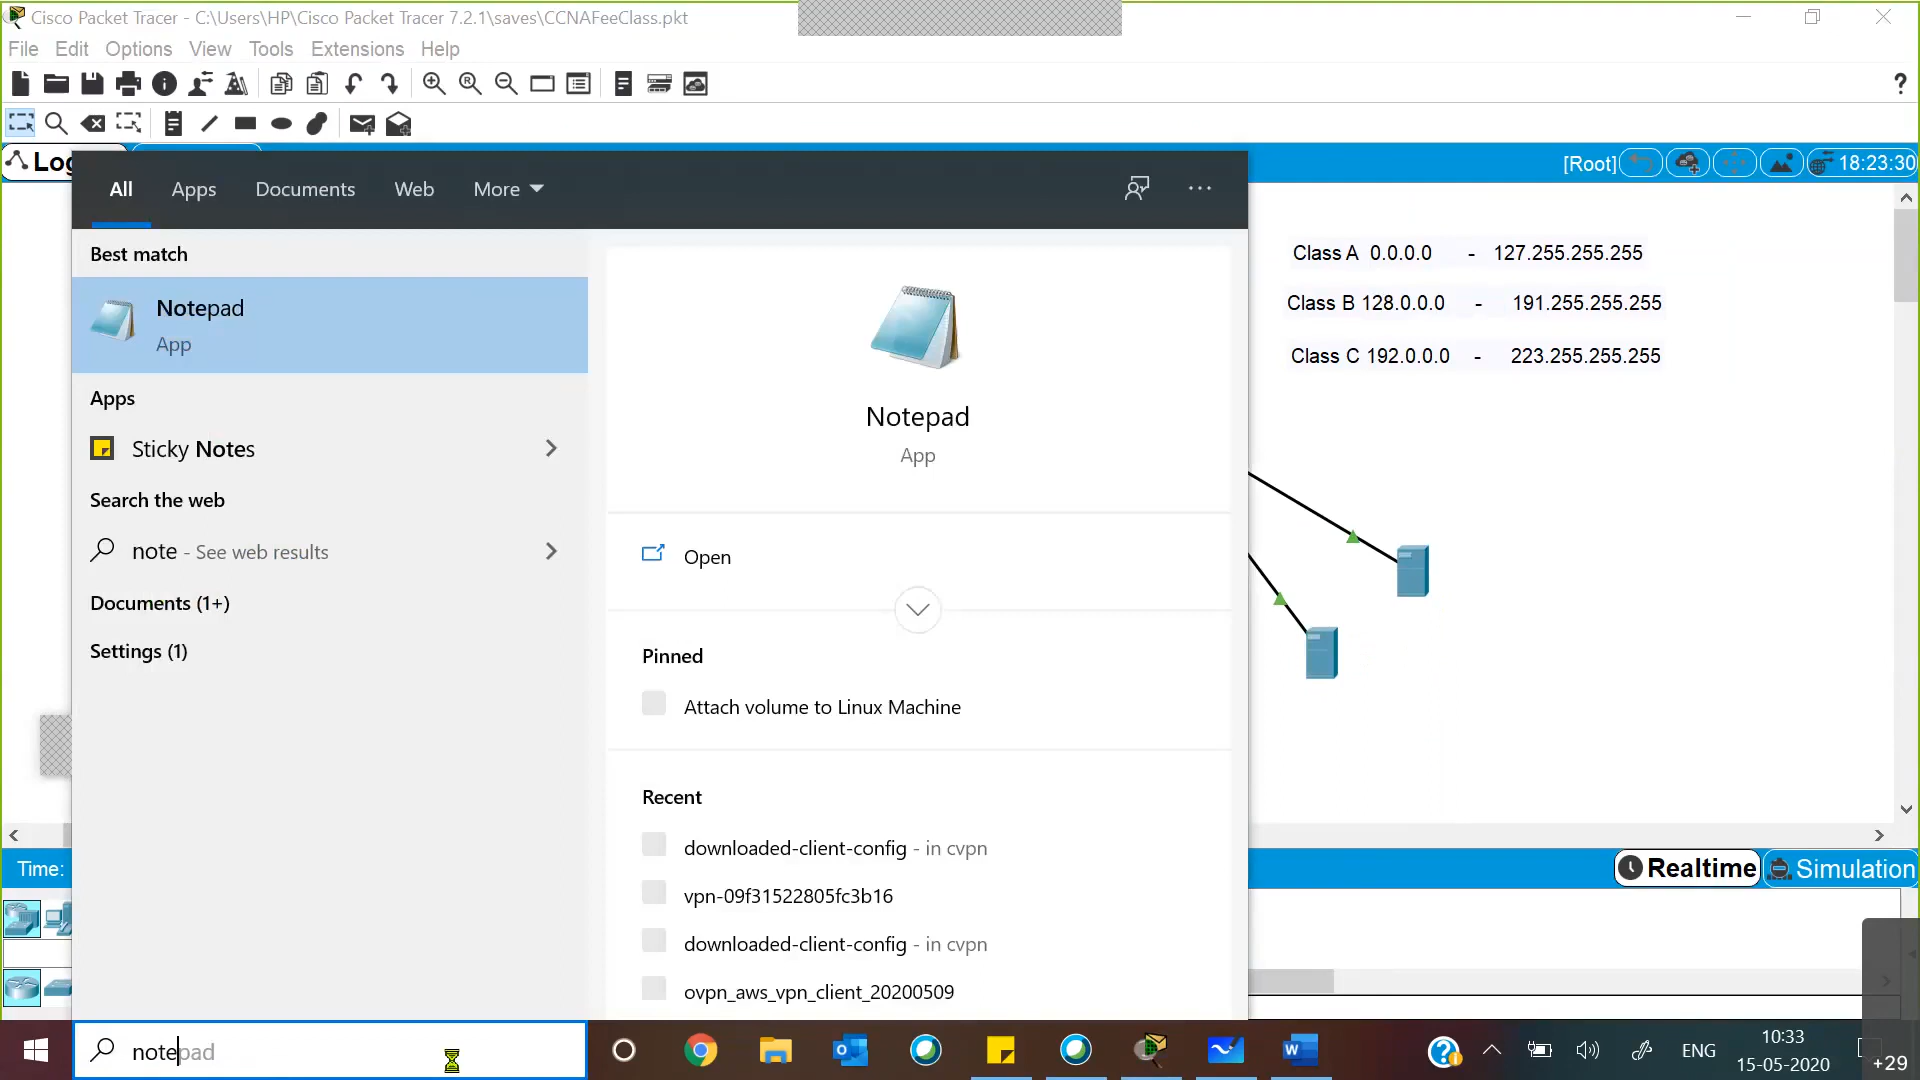 Cisco Packet Tracer - C:\Users\HP\Cisco Packet Tracer 7.2.1\saves\CCNAFeeClass.pkt
File Edit Options View Tools Extensions Help
?
Log
[Root]
18:23:30
All Apps Documents Web More
Best match
Notepad
App
Apps
Sticky Notes
Search the web
note - See web results
Documents (1+)
Settings (1)
Notepad
App
Open
Pinned
Attach volume to Linux Machine
Recent
downloaded-client-config - in cvpn
vpn-09f31522805fc3b16
downloaded-client-config - in cvpn
ovpn_aws_vpn_client_20200509
Class A 0.0.0.0 - 127.255.255.255
Class B 128.0.0.0 - 191.255.255.255
Class C 192.0.0.0 - 223.255.255.255
Time:
Realtime
Simulation
notepad
ENG
10:33
15-05-2020
+29